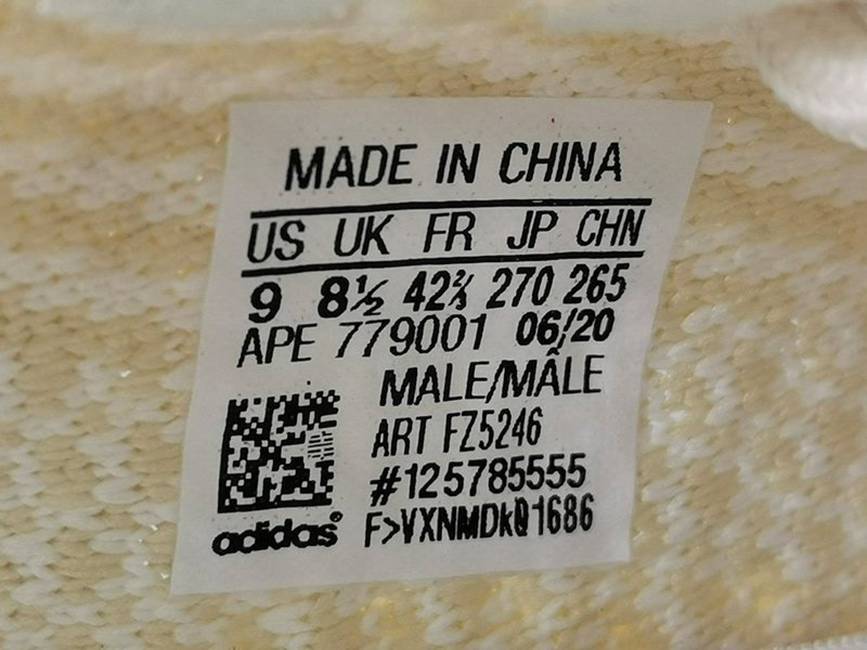 MADE IN CHINA
US UK FR JP CHN
9 8½ 42⅔ 270 265
APE 779001 06/20
MALE/MÂLE
ART FZ5246
#125785555
F>VXNMDkQ1686
adidas®